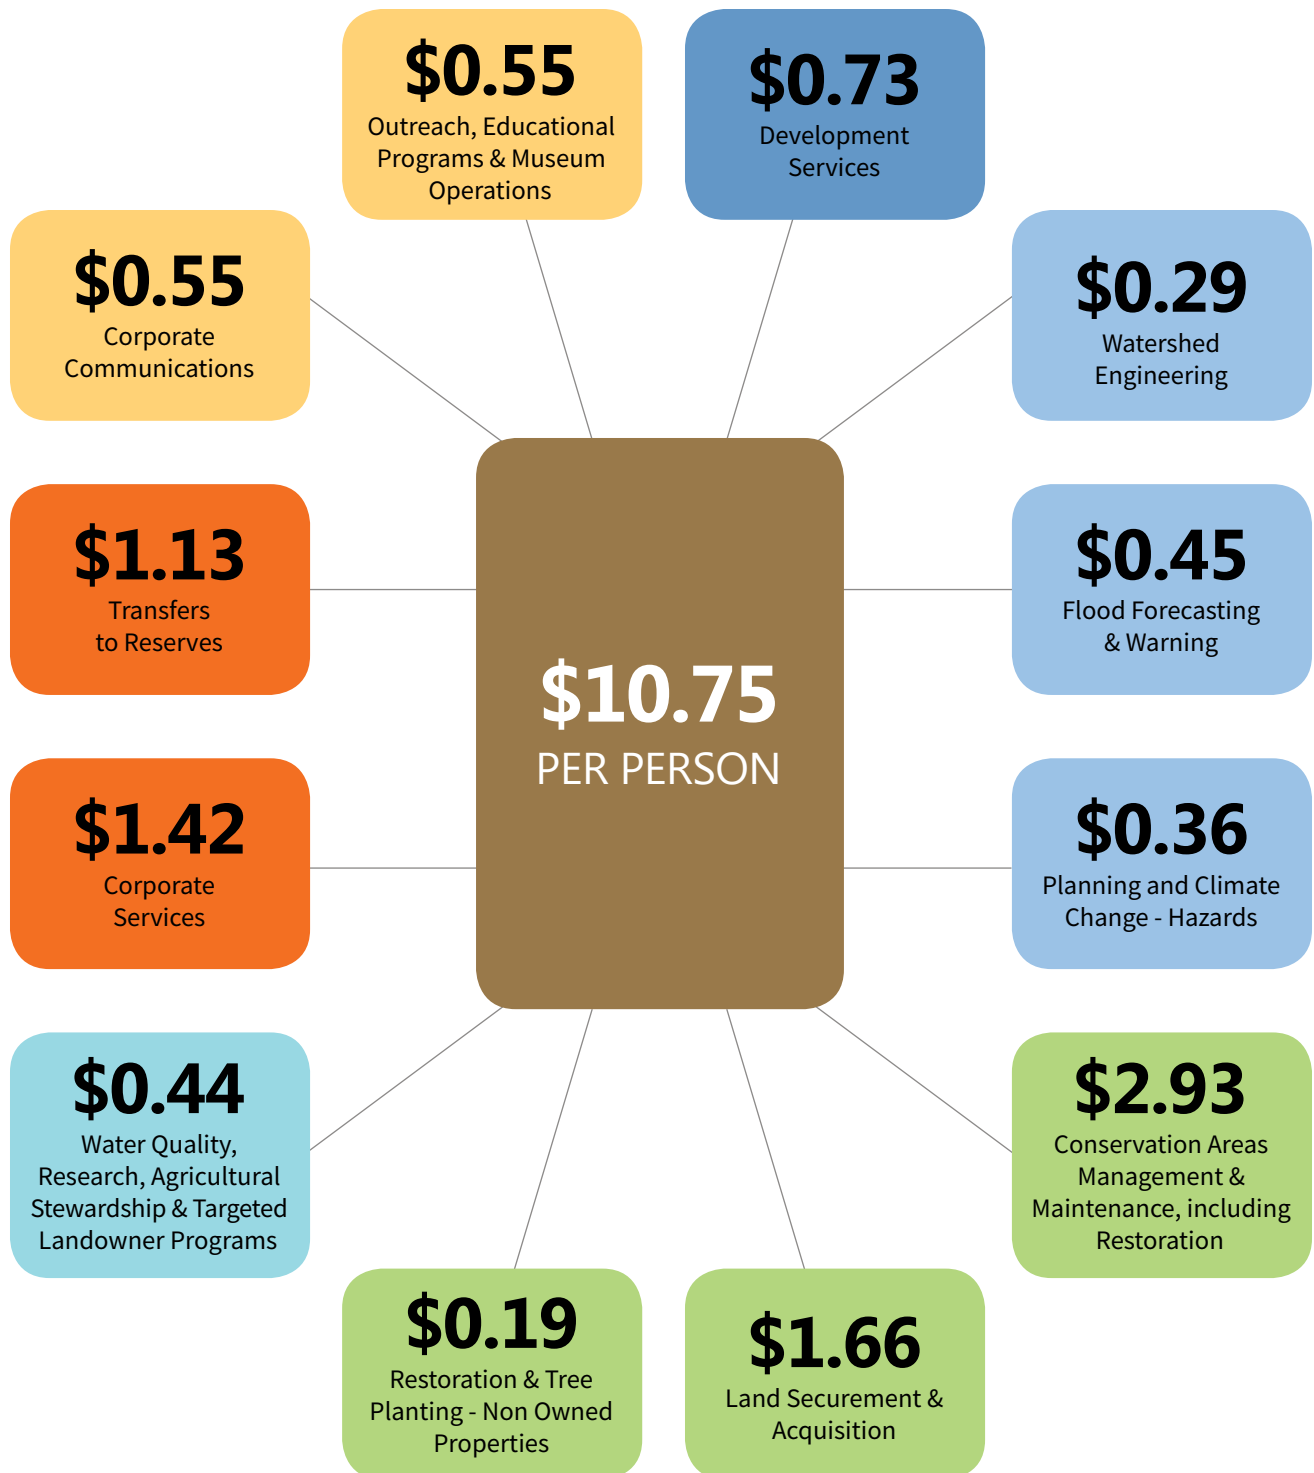 $0.55
Outreach, Educational
Programs & Museum
Operations
$0.73
Development
Services
$0.55
Corporate
Communications
$0.29
Watershed
Engineering
$1.13
Transfers
to Reserves
$0.45
Flood Forecasting
& Warning
$10.75
PER PERSON
$1.42
Corporate
Services
$0.36
Planning and Climate
Change - Hazards
$0.44
Water Quality,
Research, Agricultural
Stewardship & Targeted
Landowner Programs
$2.93
Conservation Areas
Management &
Maintenance, including
Restoration
$0.19
Restoration & Tree
Planting - Non Owned
Properties
$1.66
Land Securement &
Acquisition